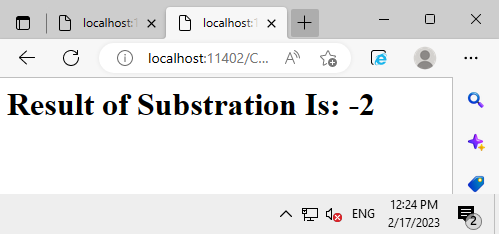 localhost:1
localhost:1
localhost:11402/C...
Result of Substration Is: -2
ENG
12:24 PM
2/17/2023
2